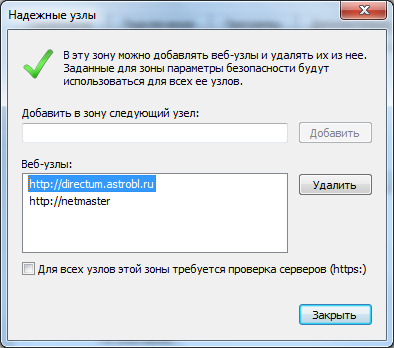 Надежные узлы
В эту зону можно добавлять веб-узлы и удалять их из нее.
Заданные для зоны параметры безопасности будут
использоваться для всех ее узлов.
Добавить в зону следующий узел:
Добавить
Веб-узлы:
http://directum.astrobl.ru
Удалить
http://netmaster
Для всех узлов этой зоны требуется проверка серверов (https:)
Закрыть